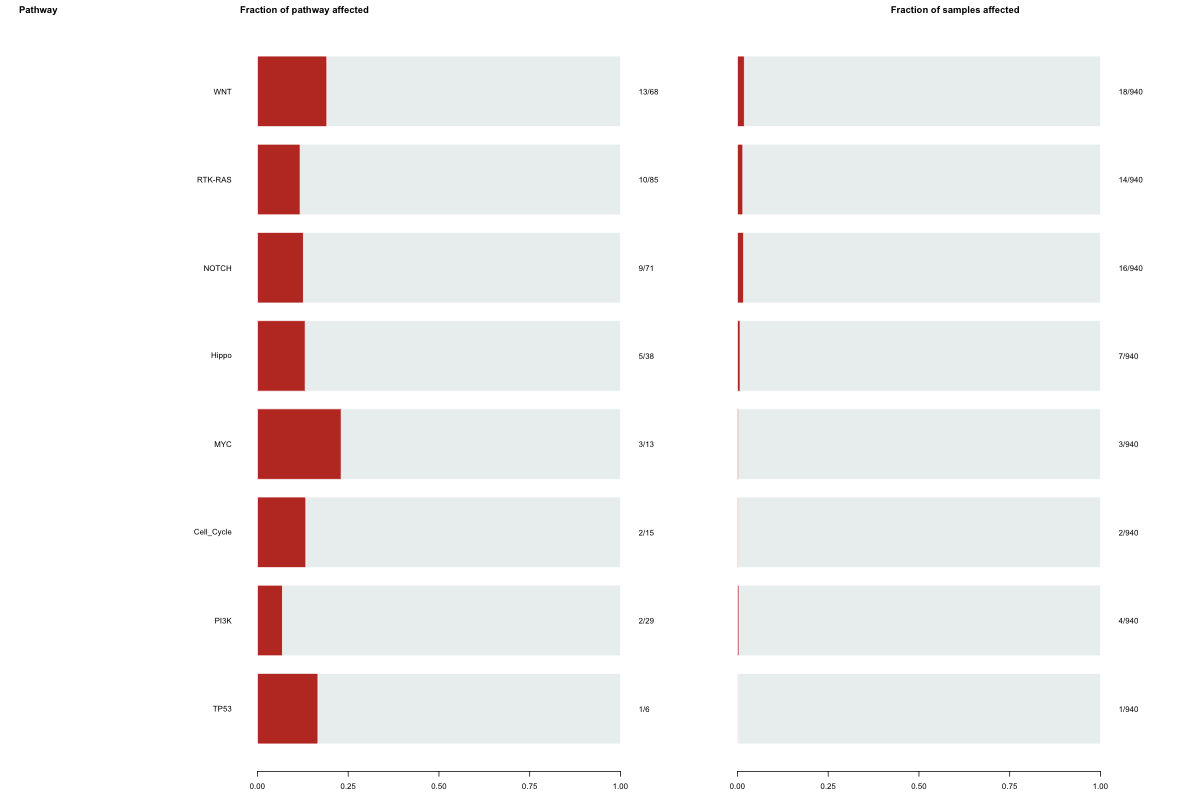 Pathway Fraction of pathway affected Fraction of samples affected
WNT 13/68 18/940
RTK-RAS 10/85 14/940
NOTCH 9/71 16/940
Hippo 5/38 7/940
MYC 3/13 3/940
Cell_Cycle 2/15 2/940
PI3K 2/29 4/940
TP53 1/6 1/940
0.00 0.25 0.50 0.75 1.00 0.00 0.25 0.50 0.75 1.00